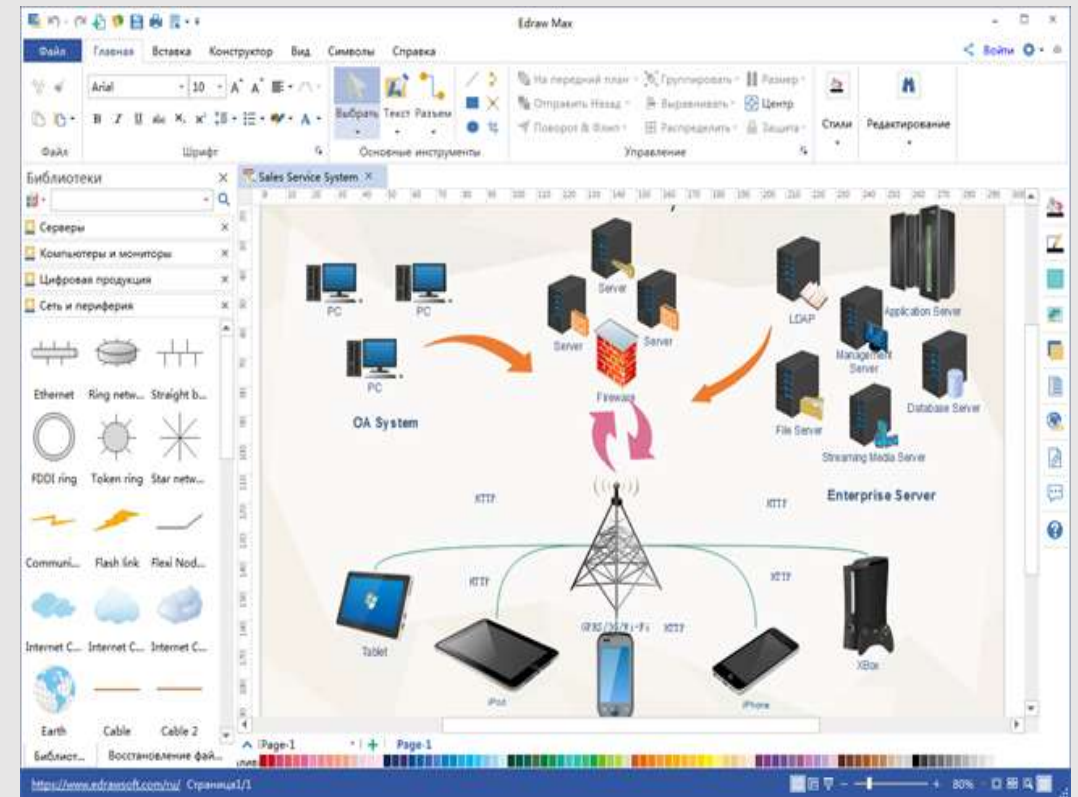 Edraw Max
Файл Главная Вставка Конструктор Вид Символы Справка
Войти
Arial 10
На передний план Группировать Размер
Отправить Назад Выравнивать Центр
Поворот & Флип Распределить Защита
Выбрать Текст Разъем
Стили Редактирование
Файл Шрифт Основные инструменты Управление
Библиотеки
Sales Service System
Серверы
Компьютеры и мониторы
Цифровая продукция
Сеть и периферия
Ethernet Ring netw... Straight b...
FDDI ring Token ring Star netw...
Communi... Flash link Flexi Nod...
Internet C... Internet C... Internet C...
Earth Cable Cable 2
Библиот... Восстановление фай...
PC
PC
PC
OA System
Server
Server
Server
Fireware
LDAP
Application Server
Management
Server
Database Server
File Server
Streaming Media Server
Enterprise Server
HTTP
HTTP
HTTP
HTTP
GPRS/3G/Wi-Fi HTTP
Tablet
iPad
iPhone
XBox
Page-1
Page-1
https://www.edrawsoft.com/ru/ Страница1/1
80%